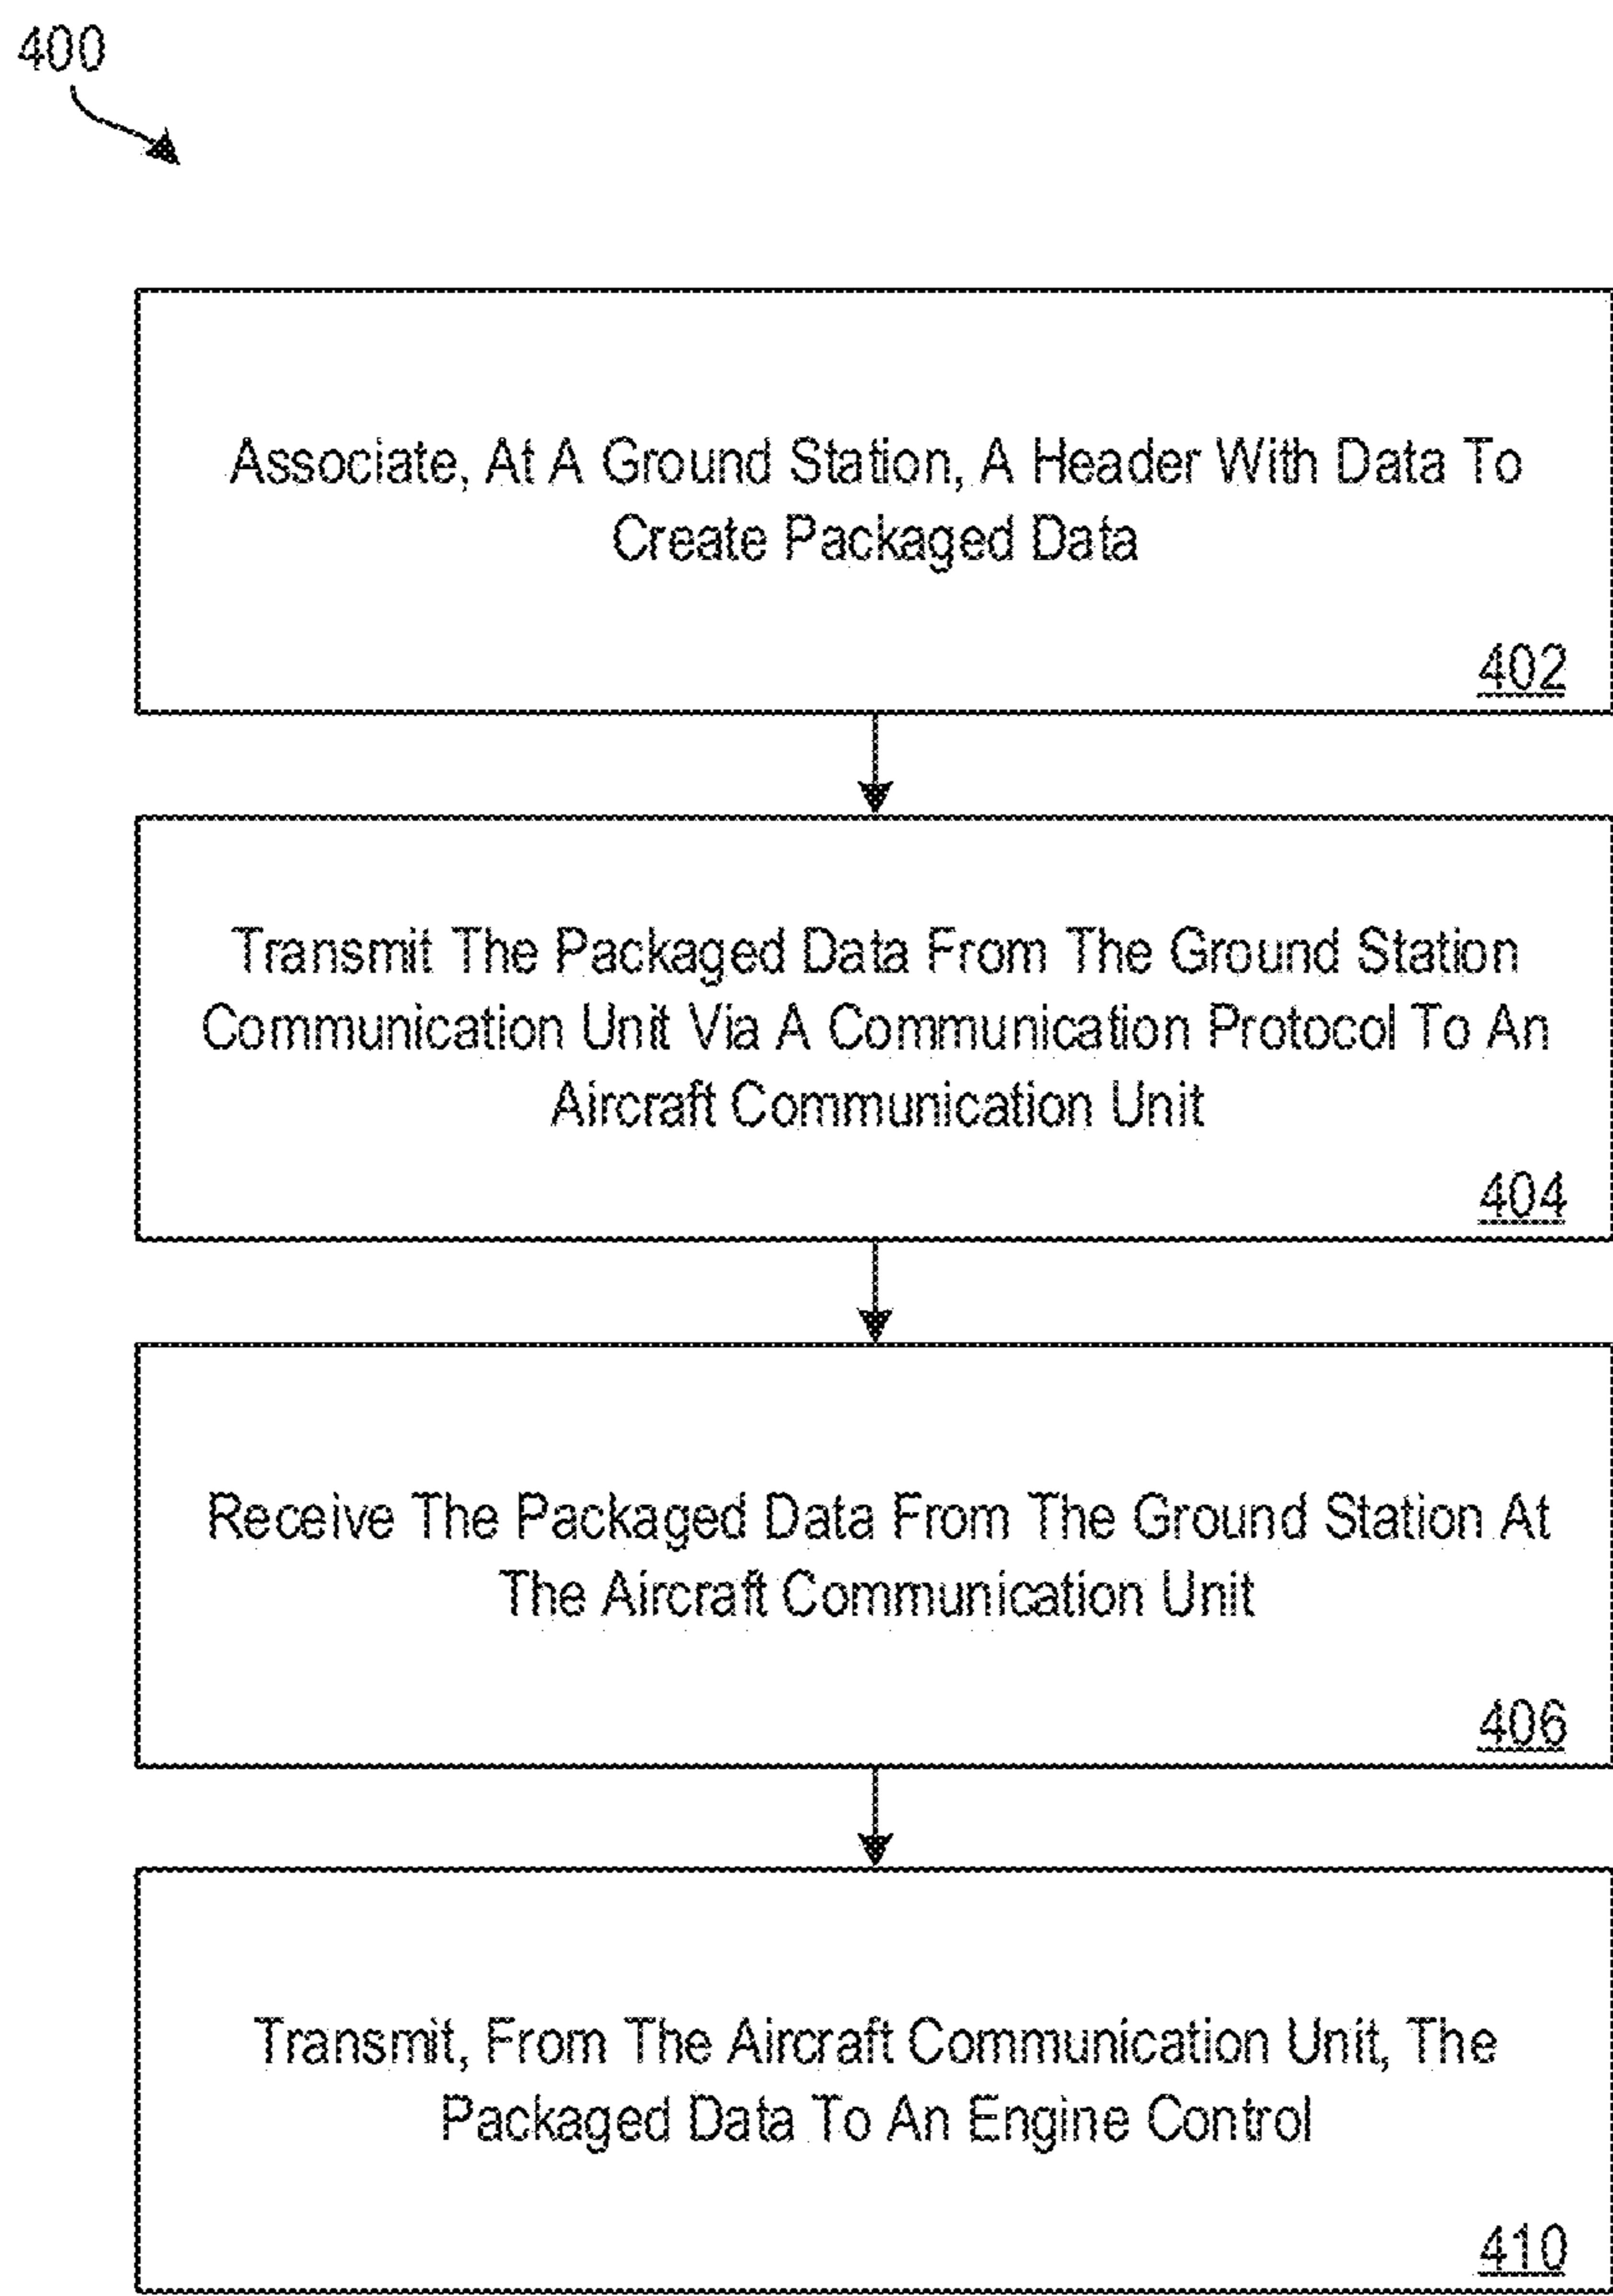 400
Associate, At A Ground Station, A Header With Data To
Create Packaged Data
402
Transmit The Packaged Data From The Ground Station
Communication Unit Via A Communication Protocol To An
Aircraft Communication Unit
404
Receive The Packaged Data From The Ground Station At
The Aircraft Communication Unit
406
Transmit, From The Aircraft Communication Unit, The
Packaged Data To An Engine Control
410